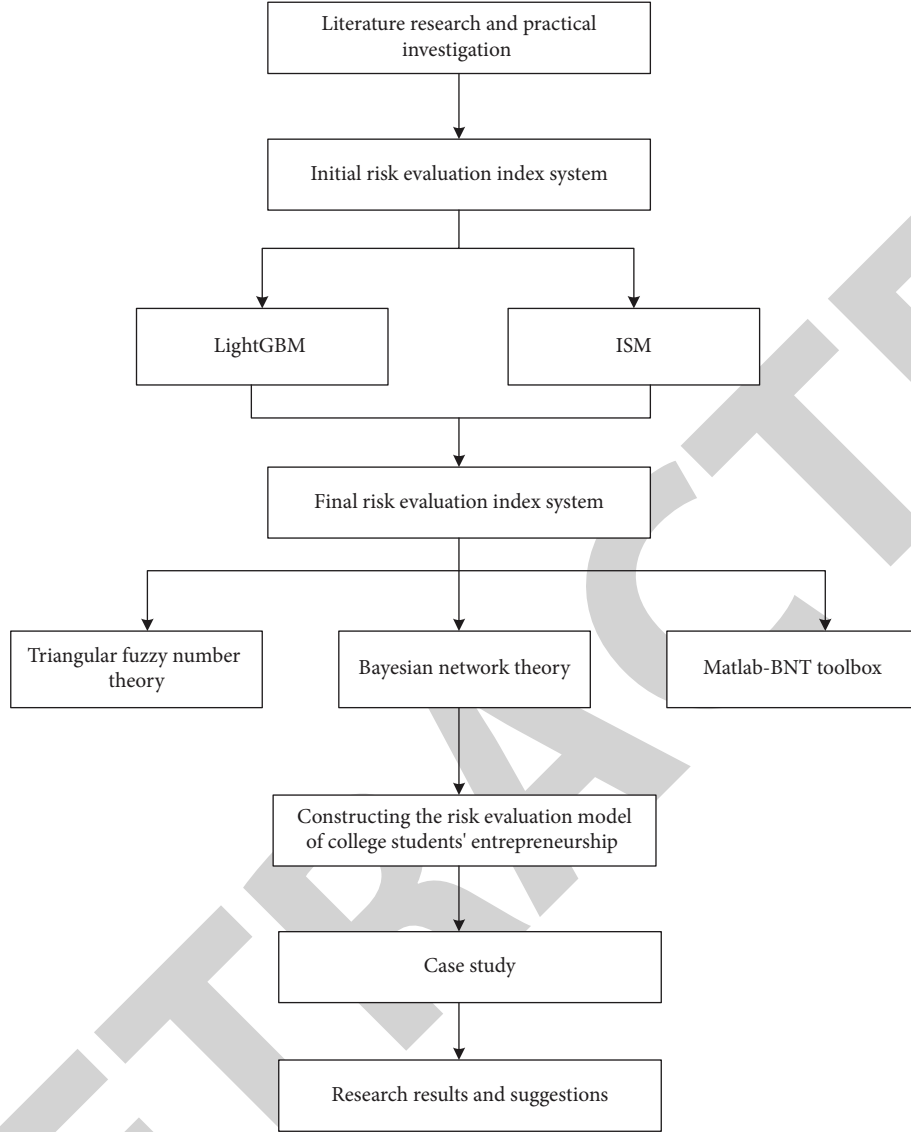 Literature research and practical
investigation
Initial risk evaluation index system
LightGBM
ISM
Final risk evaluation index system
Triangular fuzzy number
theory
Bayesian network theory
Matlab-BNT toolbox
Constructing the risk evaluation model
of college students' entrepreneurship
Case study
Research results and suggestions